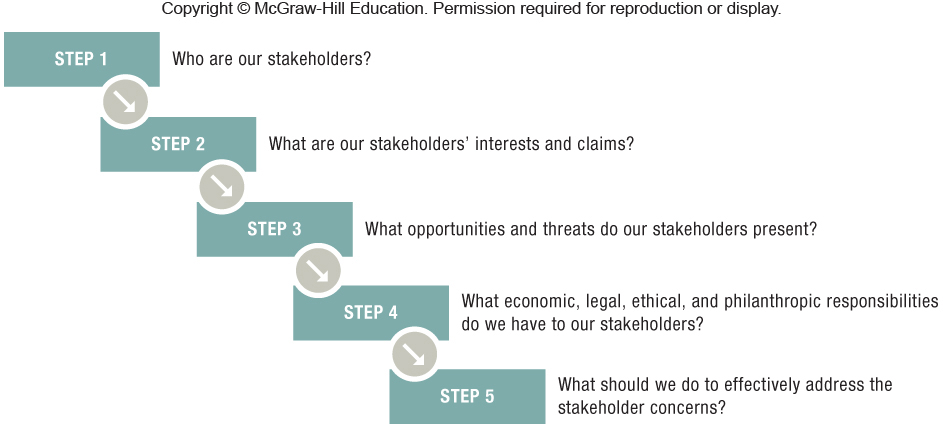 Copyright © McGraw-Hill Education. Permission required for reproduction or display.
STEP 1
Who are our stakeholders?
STEP 2
What are our stakeholders’ interests and claims?
STEP 3
What opportunities and threats do our stakeholders present?
STEP 4
What economic, legal, ethical, and philanthropic responsibilities
do we have to our stakeholders?
STEP 5
What should we do to effectively address the
stakeholder concerns?